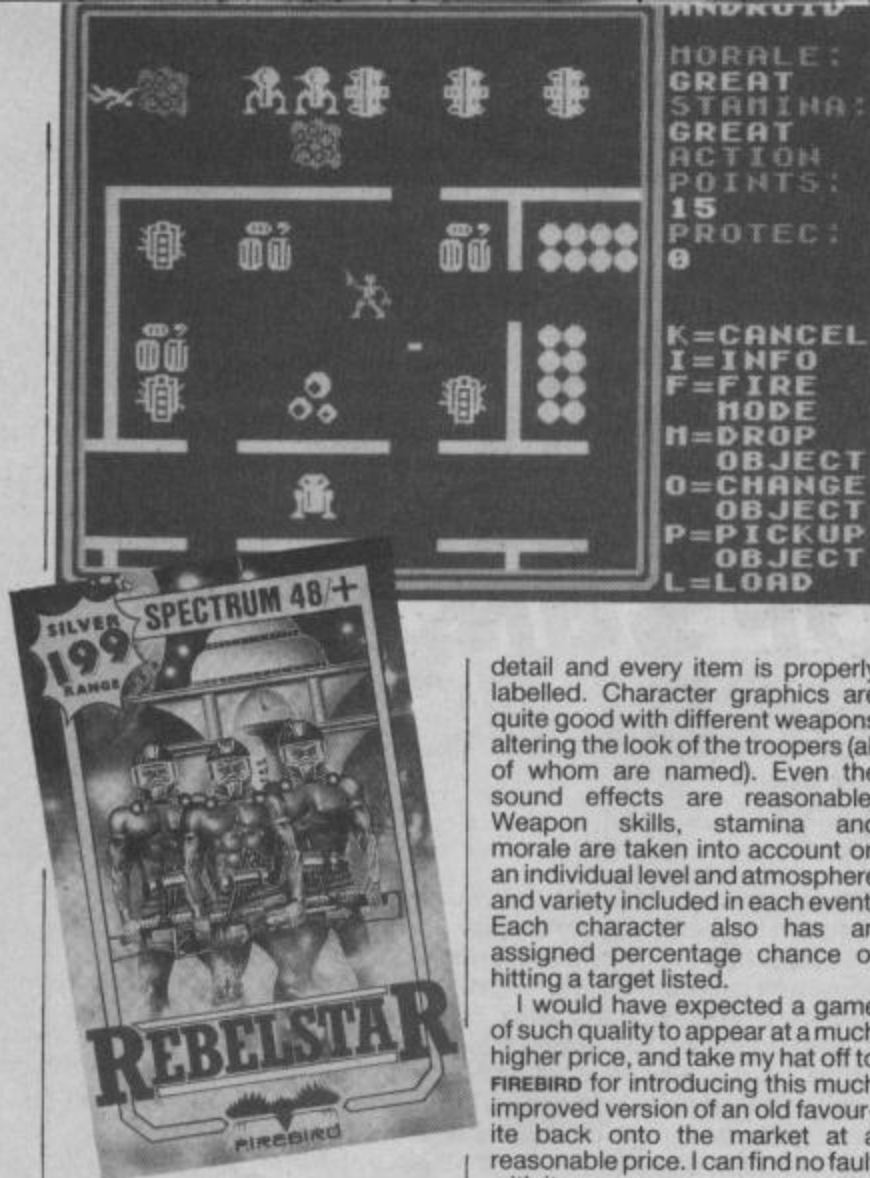 ANDROID
MORALE:
GREAT
STAMINA:
GREAT
ACTION
POINTS:
15
PROTEC:
0
K=CANCEL
I=INFO
F=FIRE
MODE
M=DROP
OBJECT
O=CHANGE
OBJECT
P=PICKUP
OBJECT
L=LOAD
SILVER
199
RANGE
SPECTRUM 48/+
REBELSTAR
FIREBIRD
detail and every item is properly
labelled. Character graphics are
quite good with different weapons
altering the look of the troopers (al
of whom are named). Even the
sound effects are reasonable
Weapon skills, stamina and
morale are taken into account on
an individual level and atmosphere
and variety included in each event
Each character also has an
assigned percentage chance o
hitting a target listed.
I would have expected a game
of such quality to appear at a much
higher price, and take my hat off to
FIREBIRD for introducing this much
improved version of an old favour-
ite back onto the market at a
reasonable price. I can find no faul